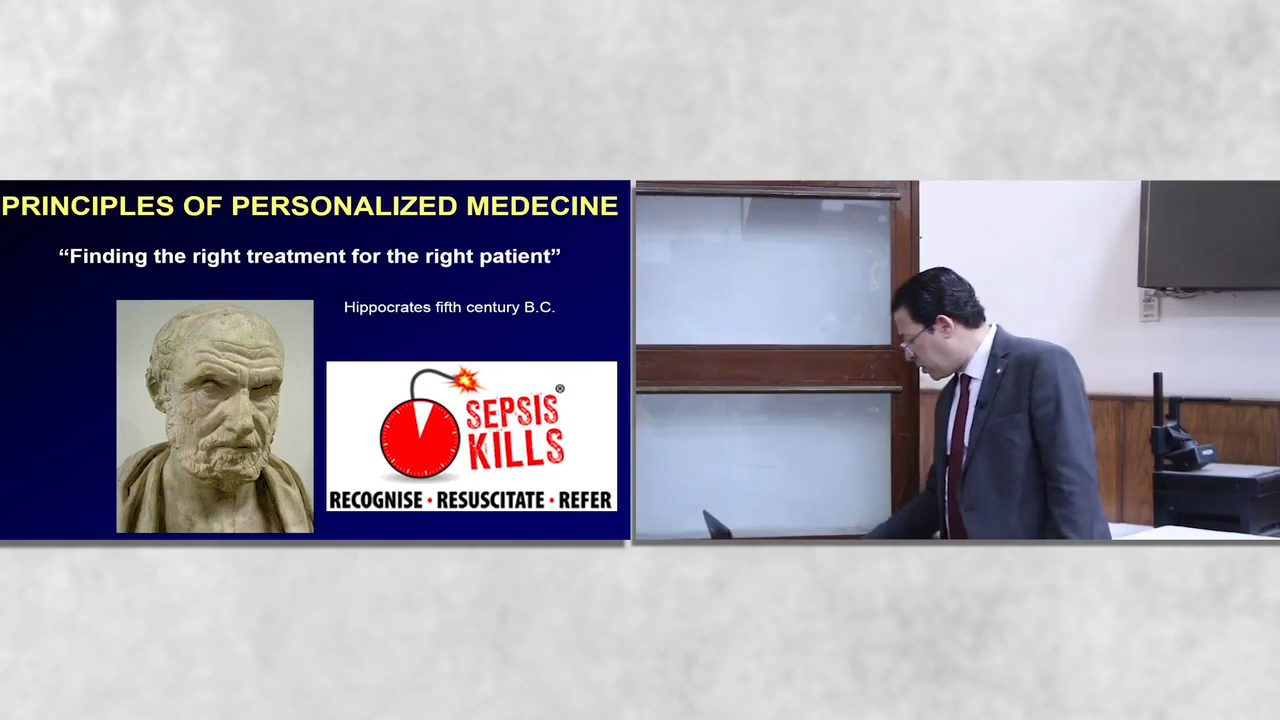 PRINCIPLES OF PERSONALIZED MEDECINE
“Finding the right treatment for the right patient”
Hippocrates fifth century B.C.
SEPSIS®
KILLS
RECOGNISE • RESUSCITATE • REFER